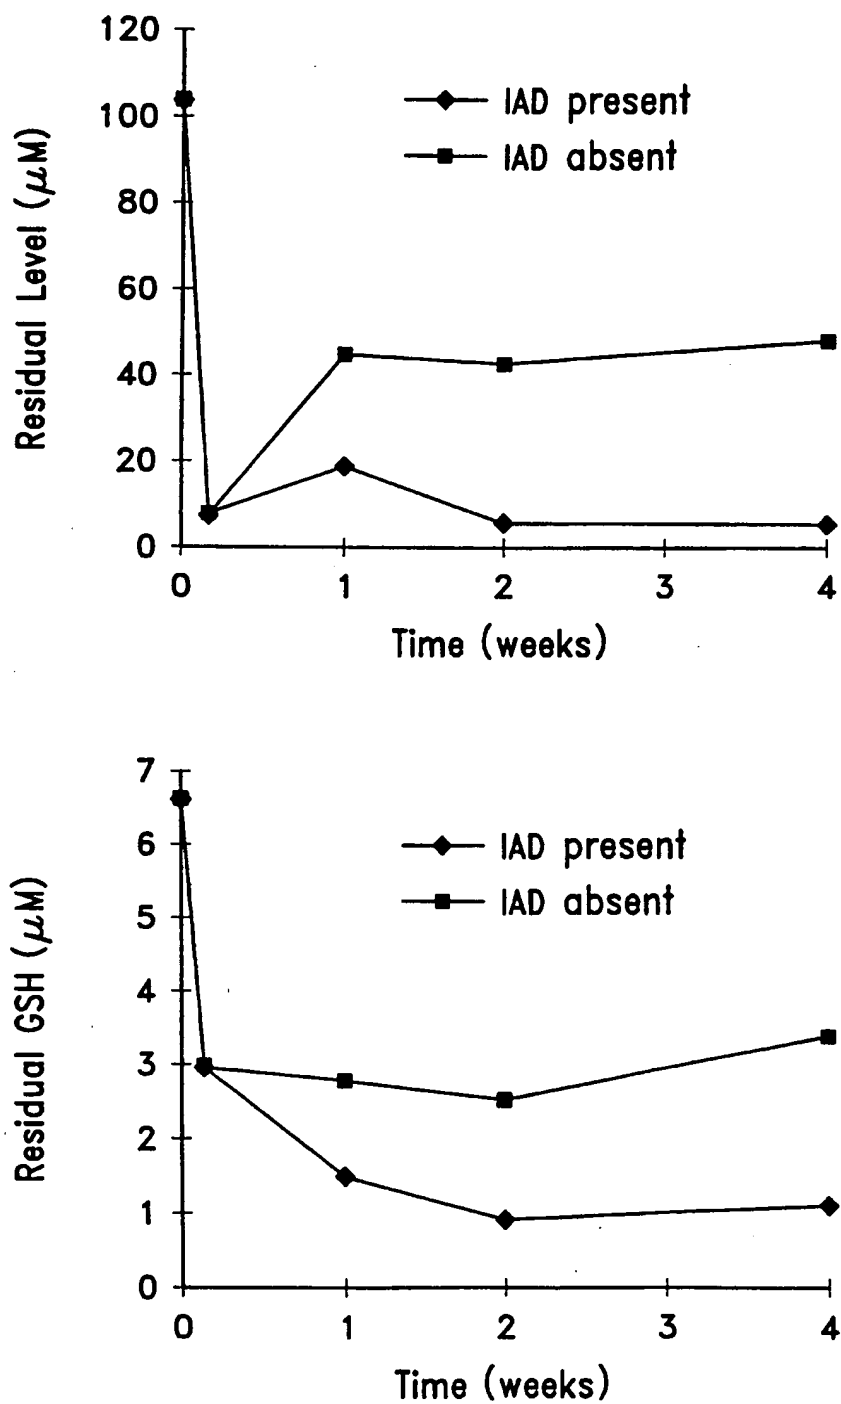 120
100
80
60
40
20
0
Residual Level (μM)
IAD present
IAD absent
0 1 2 3 4
Time (weeks)
7
6
5
4
3
2
1
0
Residual GSH (μM)
IAD present
IAD absent
0 1 2 3 4
Time (weeks)